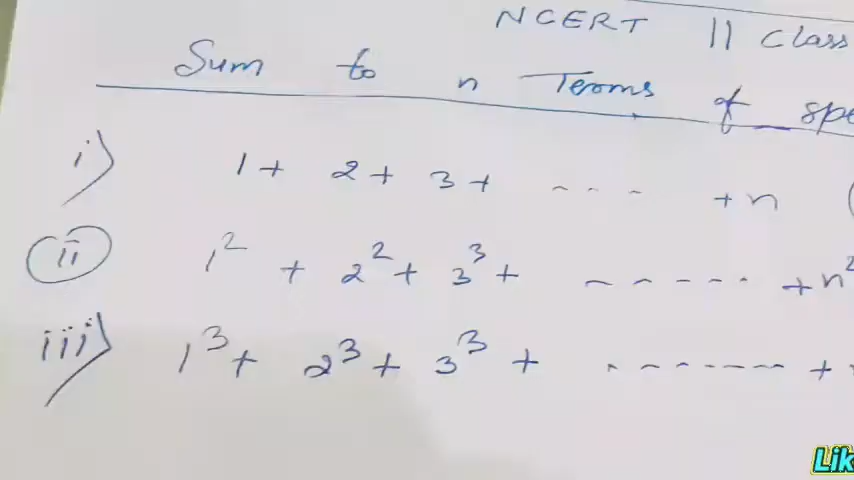 NCERT 11 Class
Sum to n Terms of spe
i) 1 + 2 + 3 + - - - - + n (
ii 1² + 2² + 3³ + - - - - - - + n²
iii) 1³ + 2³ + 3³ + - - - - - - - +
Lik